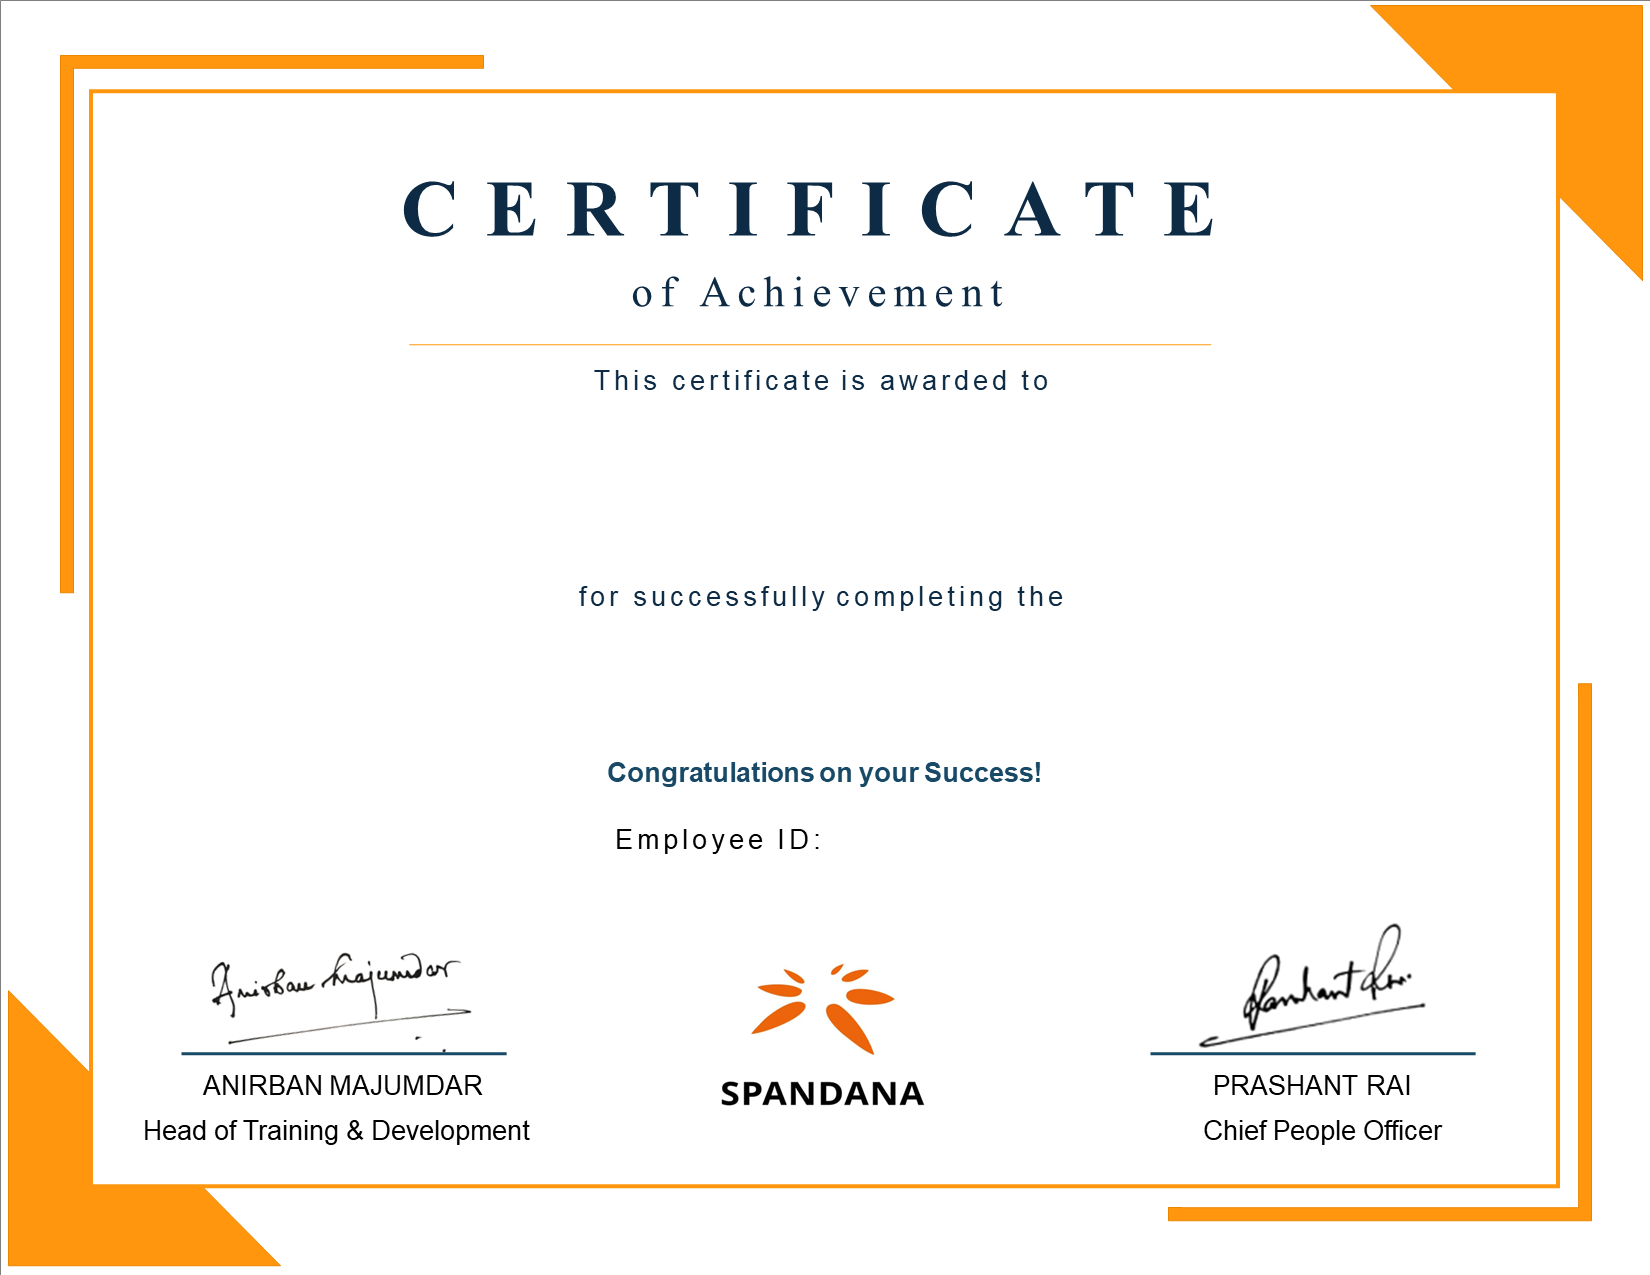 CERTIFICATE
of Achievement
This certificate is awarded to
for successfully completing the
Congratulations on your Success!
Employee ID:
Anirban Majumdar
Prashant Rai
SPANDANA
ANIRBAN MAJUMDAR
PRASHANT RAI
Head of Training & Development
Chief People Officer